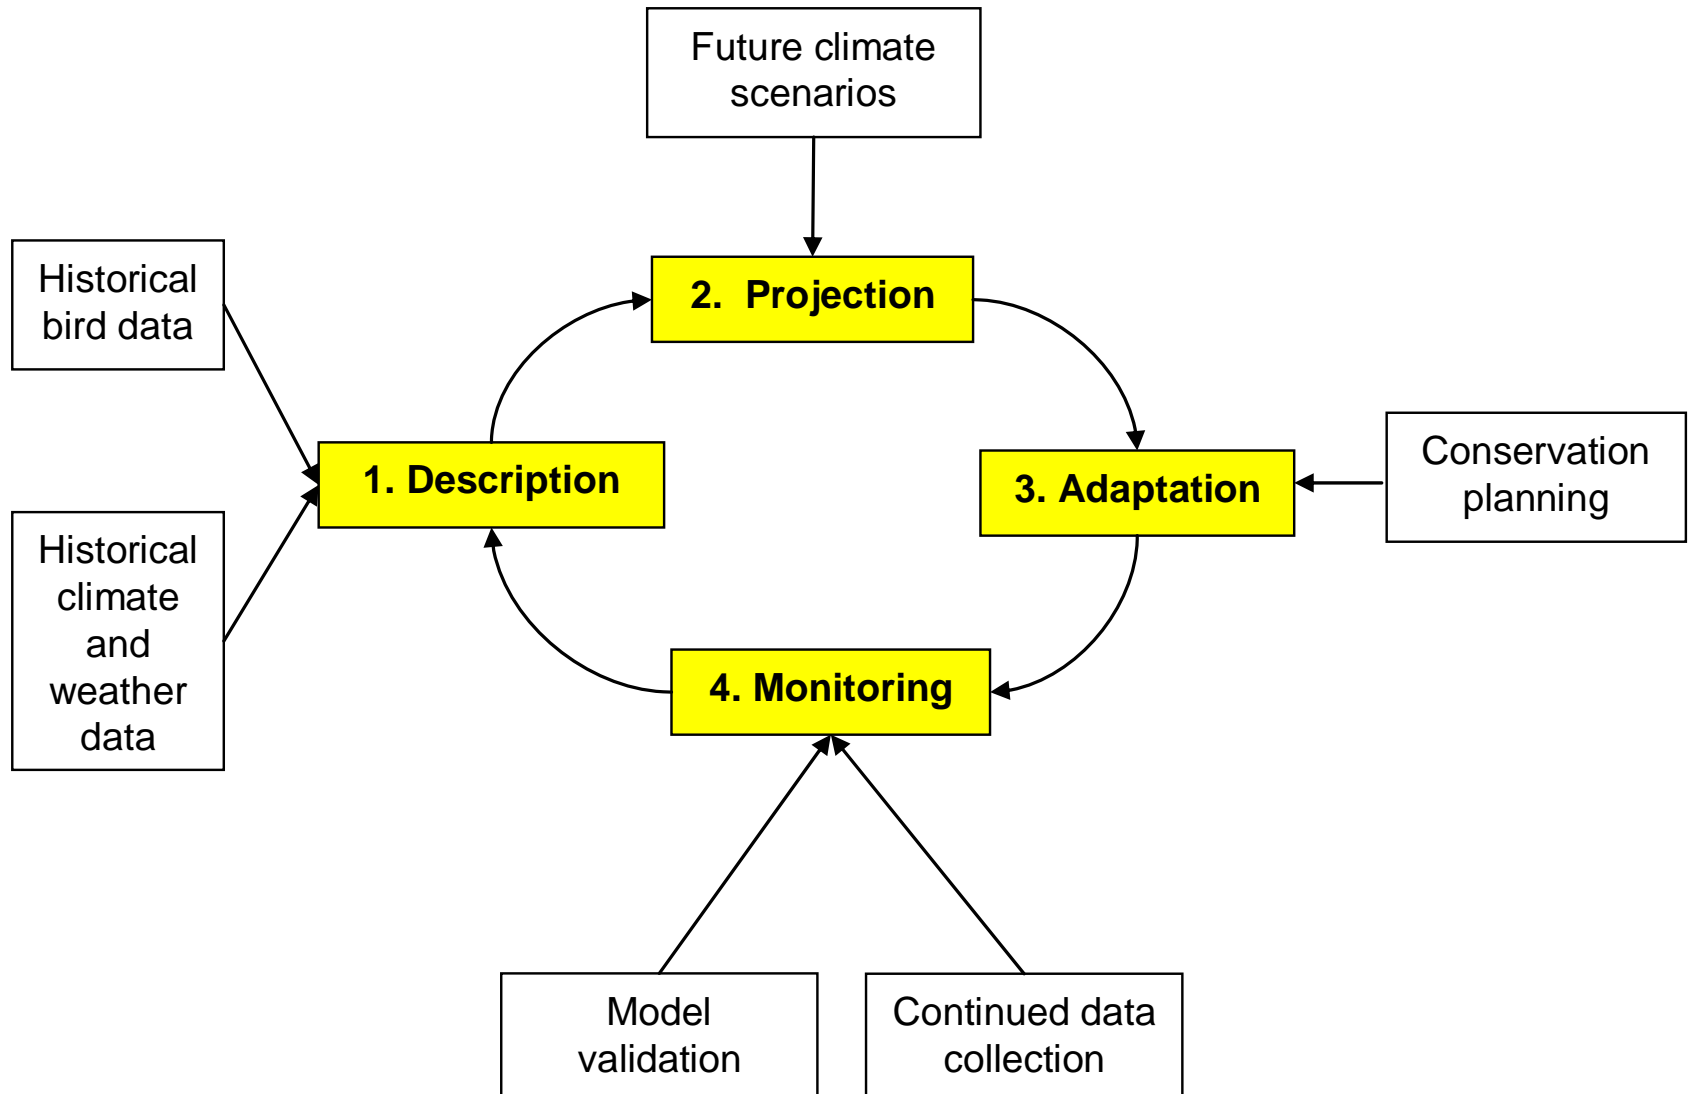 Future climate
scenarios
Historical
bird data
2. Projection
1. Description
3. Adaptation
Conservation
planning
Historical
climate
and
weather
data
4. Monitoring
Model
validation
Continued data
collection